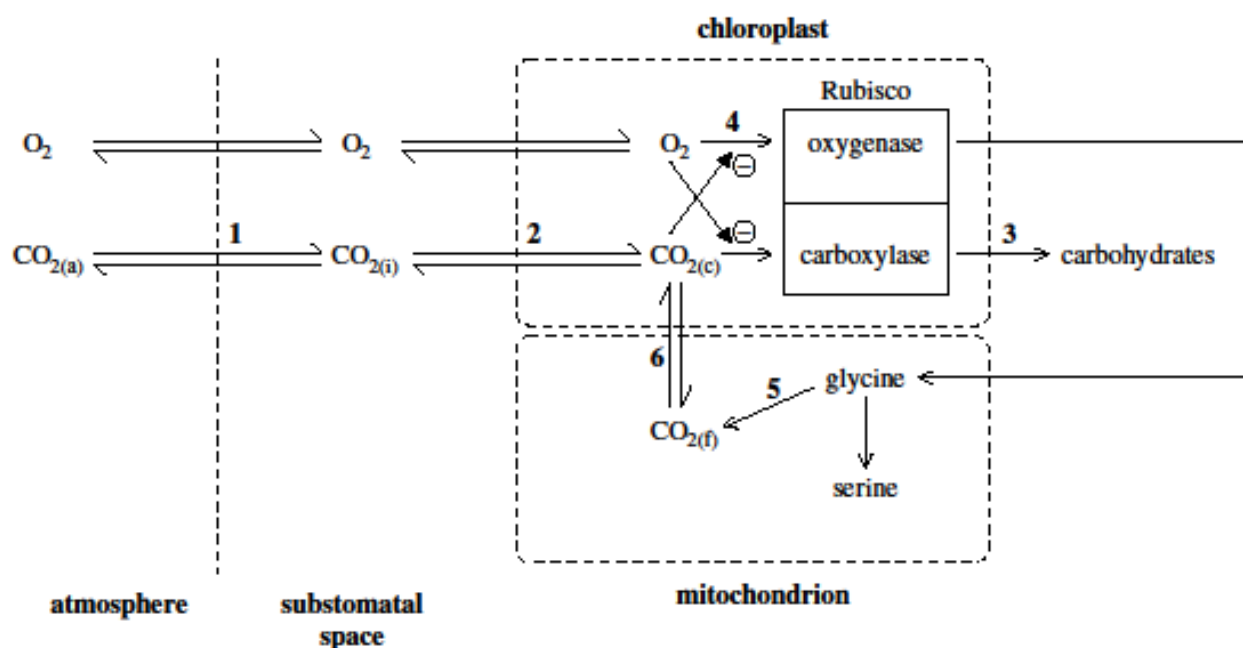 chloroplast
Rubisco
O₂ O₂ O₂ 4 oxygenase
−
1 2 − 3
CO₂(a) CO₂(i) CO₂(c) carboxylase carbohydrates
6 5 glycine
CO₂(f)
serine
mitochondrion
atmosphere substomatal
space